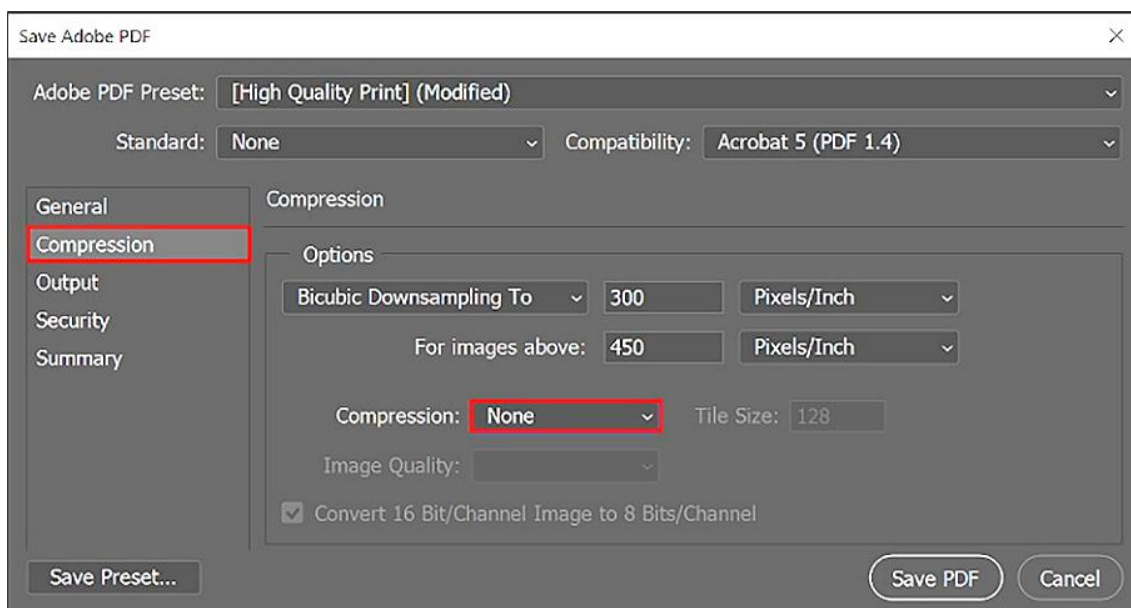 Save Adobe PDF
Adobe PDF Preset: [High Quality Print] (Modified)
Standard: None Compatibility: Acrobat 5 (PDF 1.4)
General
Compression
Output
Security
Summary
Compression
Options
Bicubic Downsampling To 300 Pixels/Inch
For images above: 450 Pixels/Inch
Compression: None Tile Size: 128
Image Quality:
Convert 16 Bit/Channel Image to 8 Bits/Channel
Save Preset... Save PDF Cancel